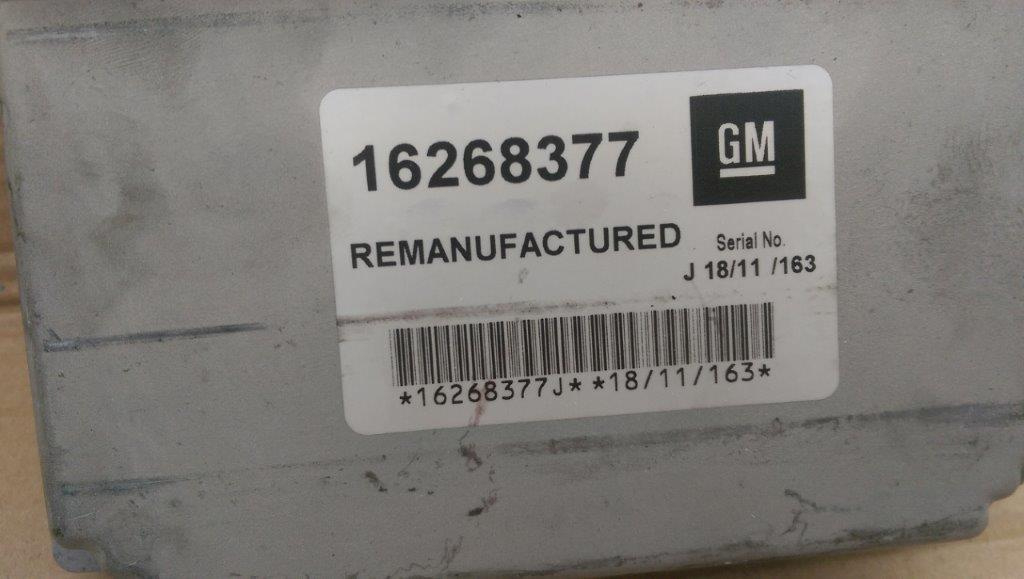 16268377
GM
REMANUFACTURED
Serial No.
J 18/11 /163
*16268377J* *18/11/163*